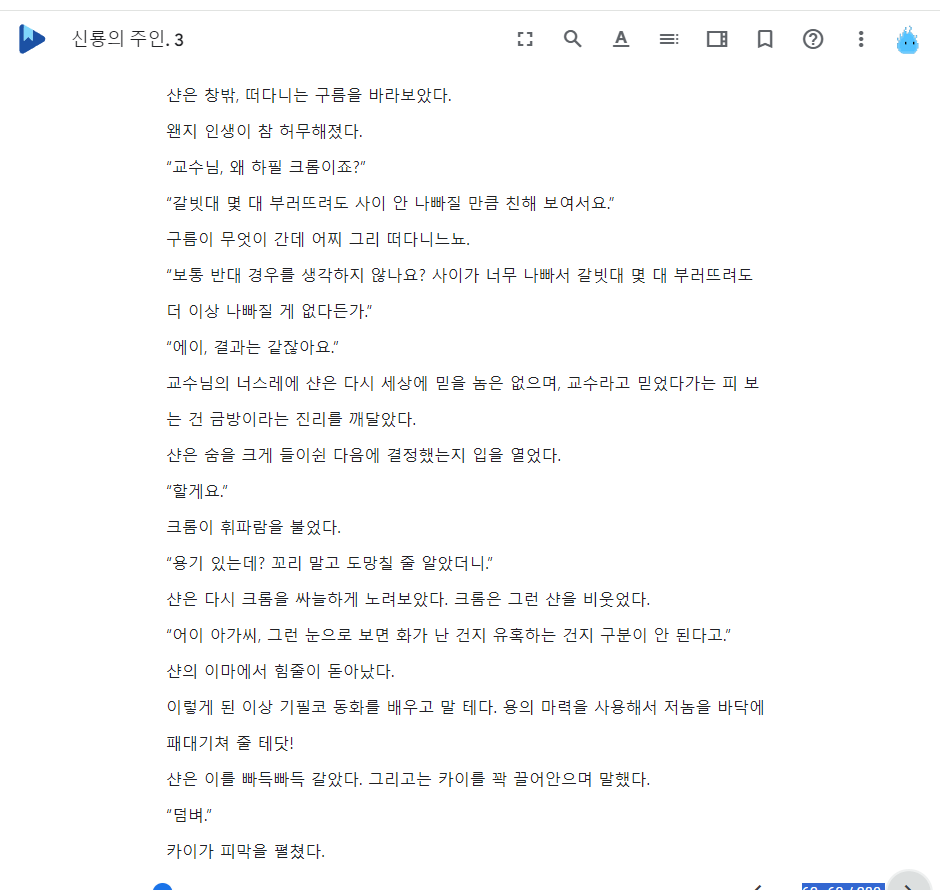 신룡의 주인. 3
샨은 창밖, 떠다니는 구름을 바라보았다.
왠지 인생이 참 허무해졌다.
“교수님, 왜 하필 크롬이죠?”
“갈빗대 몇 대 부러뜨려도 사이 안 나빠질 만큼 친해 보여서요.”
구름이 무엇이 간데 어찌 그리 떠다니느뇨.
“보통 반대 경우를 생각하지 않나요? 사이가 너무 나빠서 갈빗대 몇 대 부러뜨려도
더 이상 나빠질 게 없다든가.”
“에이, 결과는 같잖아요.”
교수님의 너스레에 샨은 다시 세상에 믿을 놈은 없으며, 교수라고 믿었다가는 피 보
는 건 금방이라는 진리를 깨달았다.
샨은 숨을 크게 들이쉰 다음에 결정했는지 입을 열었다.
“할게요.”
크롬이 휘파람을 불었다.
“용기 있는데? 꼬리 말고 도망칠 줄 알았더니.”
샨은 다시 크롬을 싸늘하게 노려보았다. 크롬은 그런 샨을 비웃었다.
“어이 아가씨, 그런 눈으로 보면 화가 난 건지 유혹하는 건지 구분이 안 된다고.”
샨의 이마에서 힘줄이 돋아났다.
이렇게 된 이상 기필코 동화를 배우고 말 테다. 용의 마력을 사용해서 저놈을 바닥에
패대기쳐 줄 테닷!
샨은 이를 빠득빠득 갈았다. 그리고는 카이를 꽉 끌어안으며 말했다.
“덤벼.”
카이가 피막을 펼쳤다.